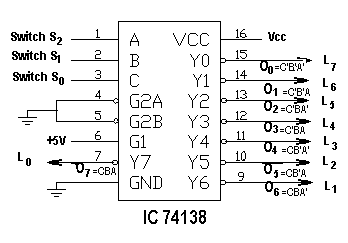 Switch S2 1 A VCC 16 Vcc
Switch S1 2 B Y0 15 O0 =C'B'A' L7
Switch S0 3 C Y1 14 O1 =C'B'A L6
4 G2A Y2 13 O2 =C'BA' L5
5 G2B Y3 12 O3 =C'BA L4
+5V 6 G1 Y4 11 O4 =CB'A' L3
L0 7 Y7 Y5 10 O5 =CB'A L2
O7 =CBA GND Y6 9 O6 =CBA' L1
IC 74138